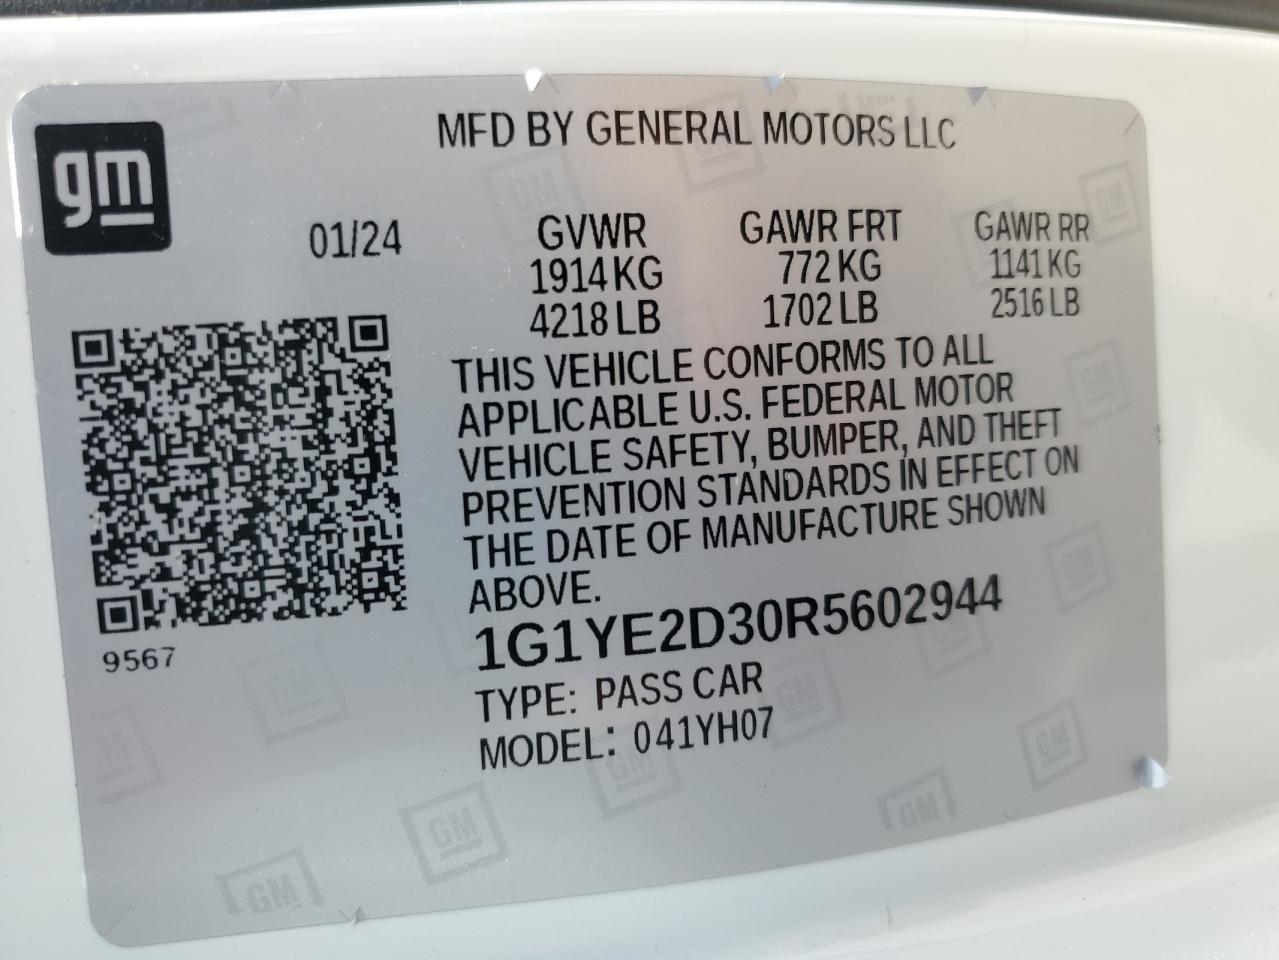 gm
MFD BY GENERAL MOTORS LLC
01/24
GVWR GAWR FRT GAWR RR
1914 KG 772 KG 1141 KG
4218 LB 1702 LB 2516 LB
THIS VEHICLE CONFORMS TO ALL
APPLICABLE U.S. FEDERAL MOTOR
VEHICLE SAFETY, BUMPER, AND THEFT
PREVENTION STANDARDS IN EFFECT ON
THE DATE OF MANUFACTURE SHOWN
ABOVE.
9567
1G1YE2D30R5602944
TYPE: PASS CAR
MODEL: 041YH07